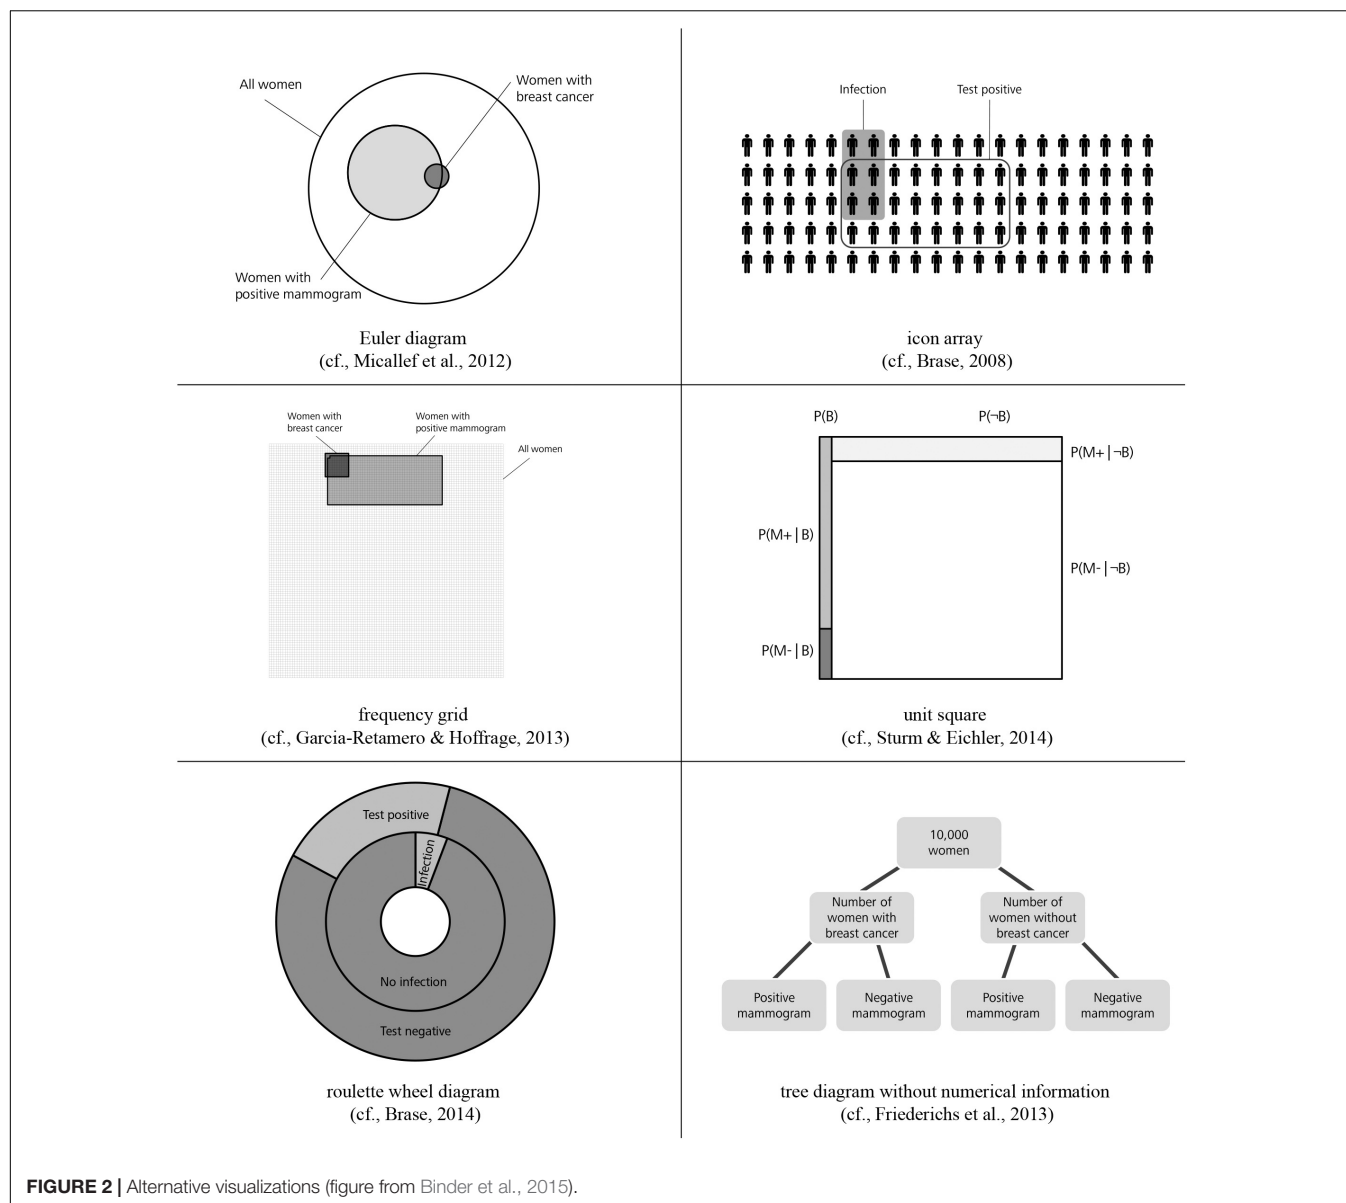 All women
Women with
breast cancer
Women with
positive mammogram
Euler diagram
(cf., Micallef et al., 2012)
Infection
Test positive
icon array
(cf., Brase, 2008)
Women with
breast cancer
Women with
positive mammogram
All women
frequency grid
(cf., Garcia-Retamero & Hoffrage, 2013)
P(B)
P(¬B)
P(M+|¬B)
P(M+|B)
P(M-|¬B)
P(M-|B)
unit square
(cf., Sturm & Eichler, 2014)
Test positive
Infection
No infection
Test negative
roulette wheel diagram
(cf., Brase, 2014)
10,000
women
Number of
women with
breast cancer
Number of
women without
breast cancer
Positive
mammogram
Negative
mammogram
Positive
mammogram
Negative
mammogram
tree diagram without numerical information
(cf., Friederichs et al., 2013)
FIGURE 2 | Alternative visualizations (figure from Binder et al., 2015).